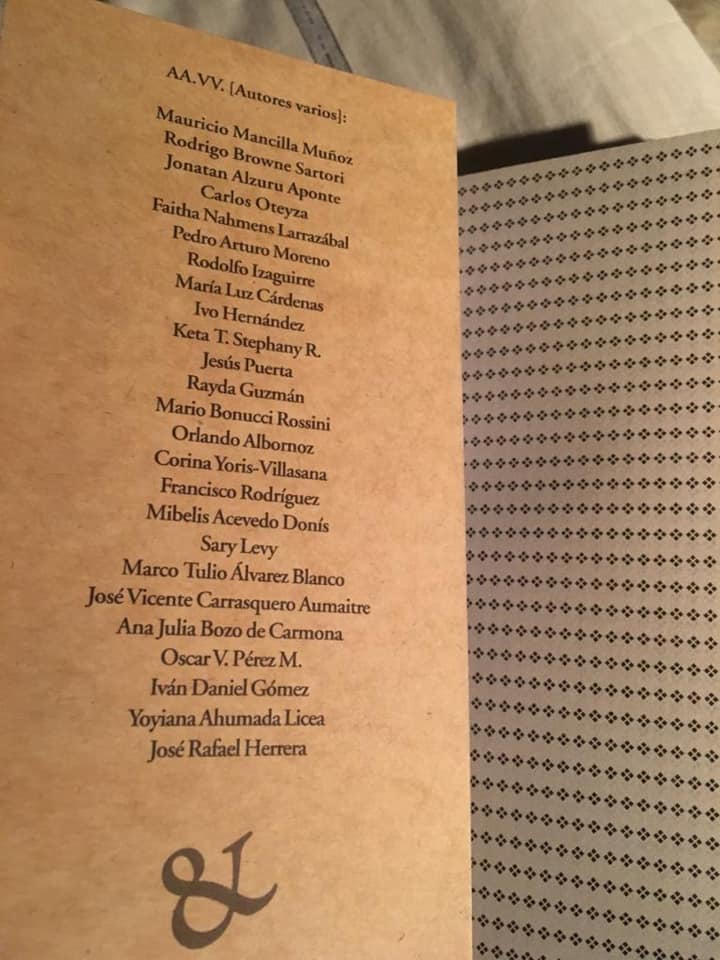 AA.VV. [Autores varios]:
Mauricio Mancilla Muñoz
Rodrigo Browne Sartori
Jonatan Alzuru Aponte
Carlos Oteyza
Faitha Nahmens Larrazábal
Pedro Arturo Moreno
Rodolfo Izaguirre
María Luz Cárdenas
Ivo Hernández
Keta T. Stephany R.
Jesús Puerta
Rayda Guzmán
Mario Bonucci Rossini
Orlando Albornoz
Corina Yoris-Villasana
Francisco Rodríguez
Mibelis Acevedo Donís
Sary Levy
Marco Tulio Álvarez Blanco
José Vicente Carrasquero Aumaitre
Ana Julia Bozo de Carmona
Oscar V. Pérez M.
Iván Daniel Gómez
Yoyiana Ahumada Licea
José Rafael Herrera
&